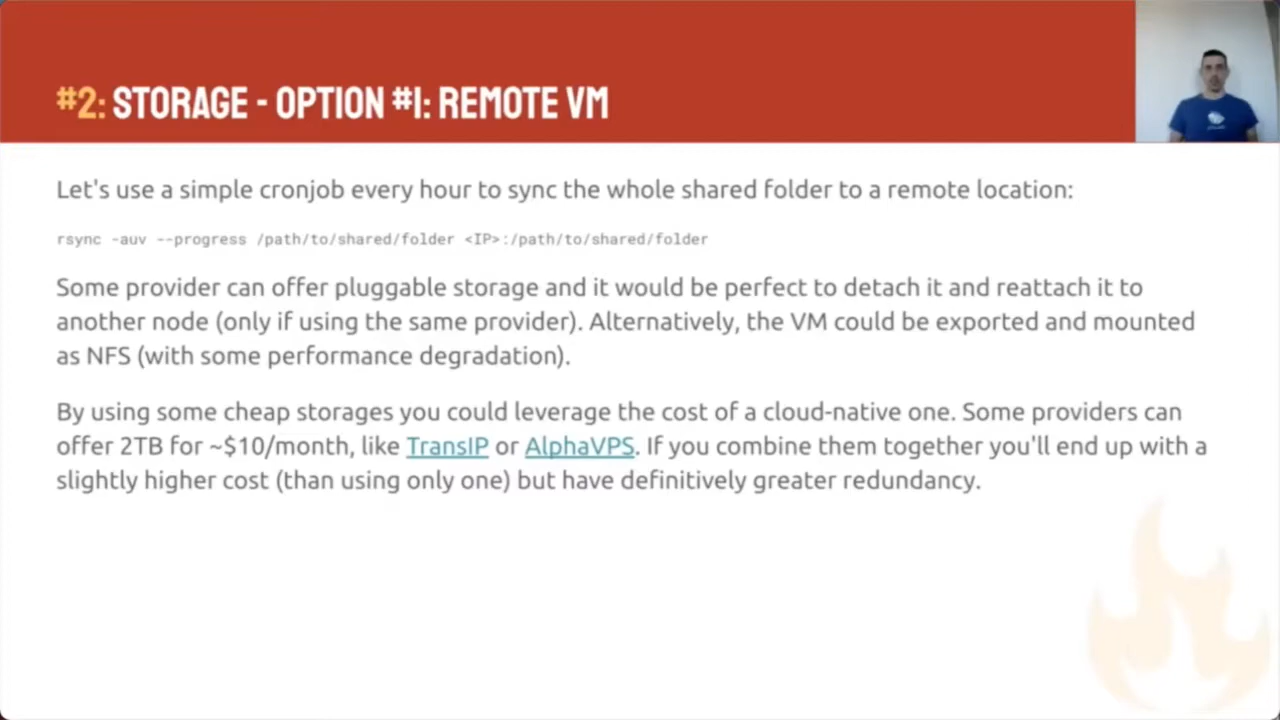 #2: STORAGE - OPTION #1: REMOTE VM
Let's use a simple cronjob every hour to sync the whole shared folder to a remote location:
rsync -auv --progress /path/to/shared/folder <IP>:/path/to/shared/folder
Some provider can offer pluggable storage and it would be perfect to detach it and reattach it to
another node (only if using the same provider). Alternatively, the VM could be exported and mounted
as NFS (with some performance degradation).
By using some cheap storages you could leverage the cost of a cloud-native one. Some providers can
offer 2TB for ~$10/month, like TransIP or AlphaVPS. If you combine them together you'll end up with a
slightly higher cost (than using only one) but have definitively greater redundancy.